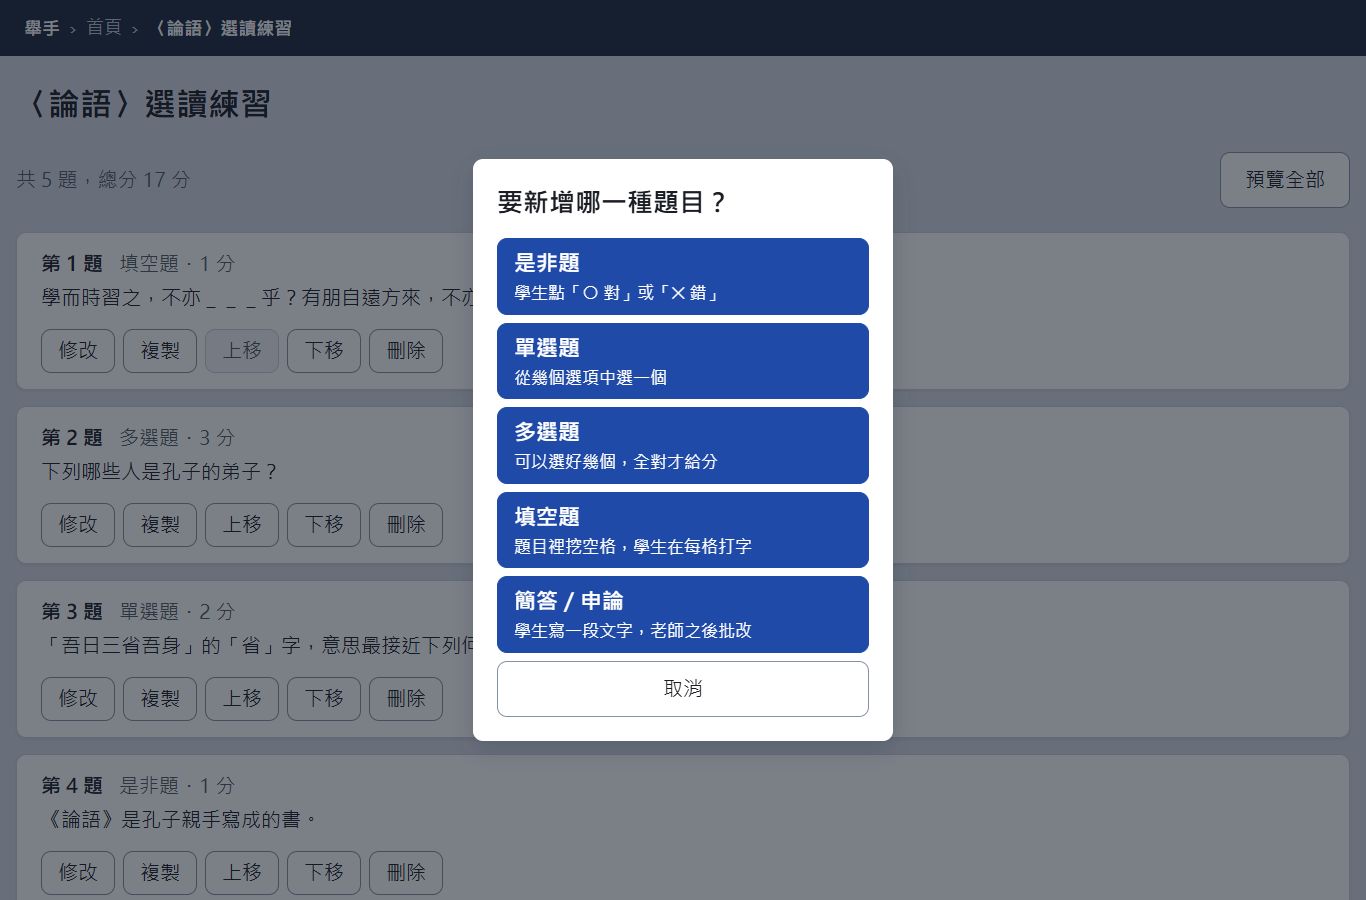 舉手 › 首頁 › 〈論語〉選讀練習
〈論語〉選讀練習
共 5 題，總分 17 分
預覽全部
第 1 題 填空題 · 1 分
學而時習之，不亦＿＿＿乎？有朋自遠方來，不亦
修改 複製 上移 下移 刪除
第 2 題 多選題 · 3 分
下列哪些人是孔子的弟子？
修改 複製 上移 下移 刪除
第 3 題 單選題 · 2 分
「吾日三省吾身」的「省」字，意思最接近下列何
修改 複製 上移 下移 刪除
第 4 題 是非題 · 1 分
《論語》是孔子親手寫成的書。
修改 複製 上移 下移 刪除
要新增哪一種題目？
是非題
學生點「○ 對」或「✕ 錯」
單選題
從幾個選項中選一個
多選題
可以選好幾個，全對才給分
填空題
題目裡挖空格，學生在每格打字
簡答 / 申論
學生寫一段文字，老師之後批改
取消